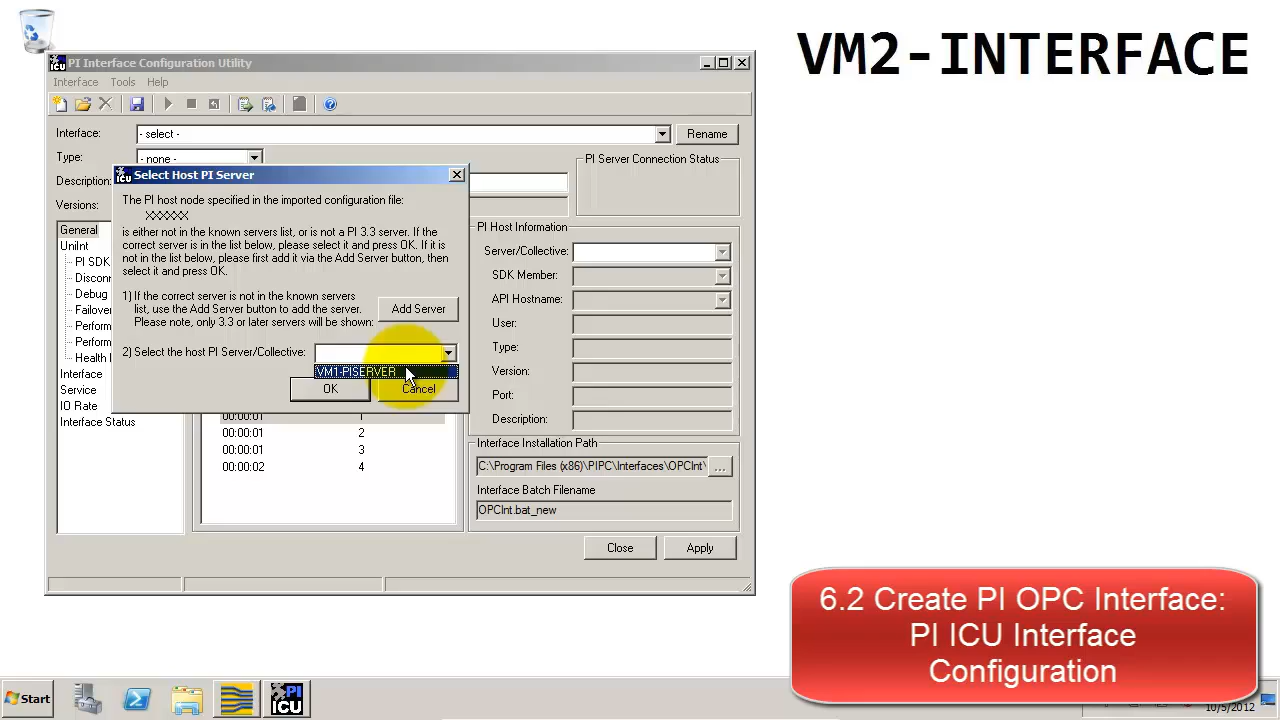 VM2-INTERFACE
PI Interface Configuration Utility
Interface Tools Help
Interface: - select - Rename
Type: - none -
PI Server Connection Status
Description:
Versions:
Select Host PI Server
The PI host node specified in the imported configuration file:
XXXXX
is either not in the known servers list, or is not a PI 3.3 server. If the
correct server is in the list below, please select it and press OK. If it is
not in the list below, please first add it via the Add Server button, then
select it and press OK.
1) If the correct server is not in the known servers
list, use the Add Server button to add the server.
Please note, only 3.3 or later servers will be shown:
Add Server
2) Select the host PI Server/Collective:
VM1-PISERVER
OK Cancel
General
UniInt
PI SDK
Disconn
Debug
Failove
Perform
Perform
Health
Interface
Service
IO Rate
Interface Status
00:00:01 1
00:00:01 2
00:00:01 3
00:00:02 4
PI Host Information
Server/Collective:
SDK Member:
API Hostname:
User:
Type:
Version:
Port:
Description:
Interface Installation Path
C:\Program Files (x86)\PIPC\Interfaces\OPCInt\ ...
Interface Batch Filename
OPCInt.bat_new
Close Apply
6.2 Create PI OPC Interface:
PI ICU Interface
Configuration
Start
PI
ICU
10/5/2012